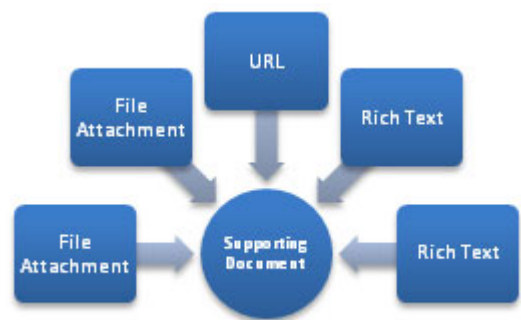 URL
File
Attachment
Rich Text
File
Attachment
Supporting
Document
Rich Text